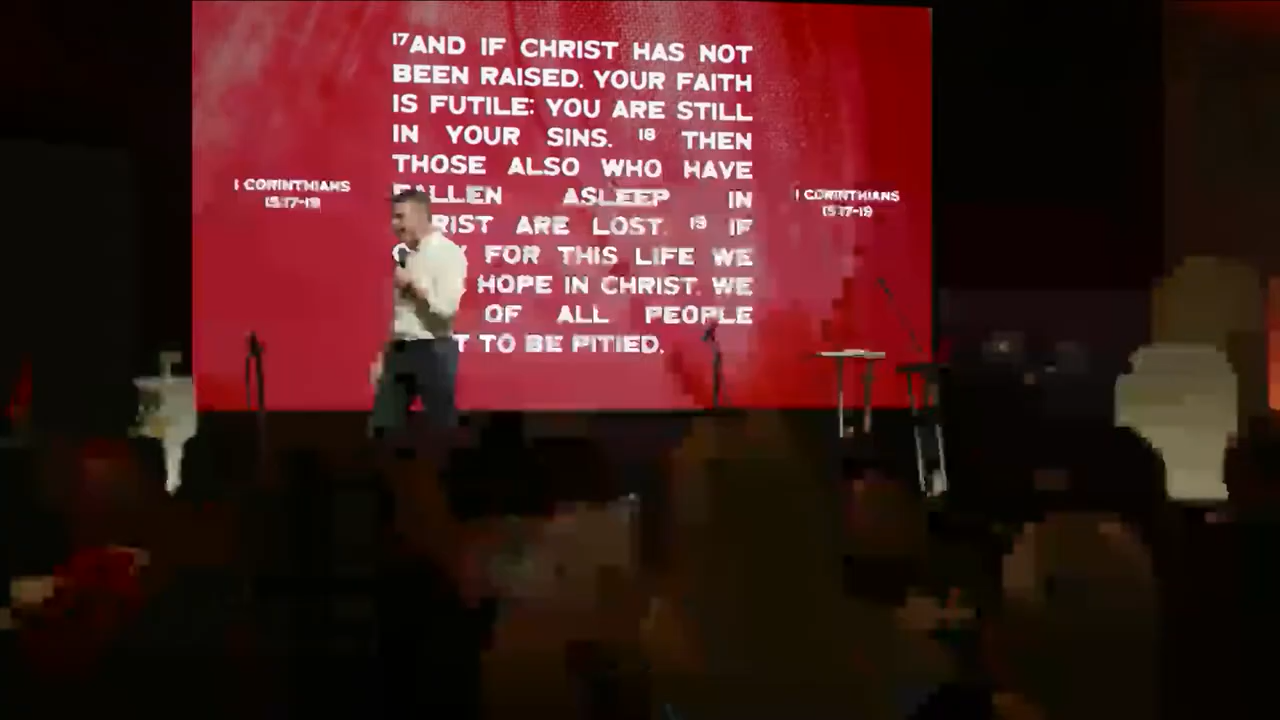 ¹⁷AND IF CHRIST HAS NOT
BEEN RAISED, YOUR FAITH
IS FUTILE; YOU ARE STILL
IN YOUR SINS. ¹⁸ THEN
THOSE ALSO WHO HAVE
FALLEN ASLEEP IN
RIST ARE LOST. ¹⁹ IF
FOR THIS LIFE WE
HOPE IN CHRIST, WE
OF ALL PEOPLE
T TO BE PITIED.
1 CORINTHIANS
15:17-19
1 CORINTHIANS
15:17-19